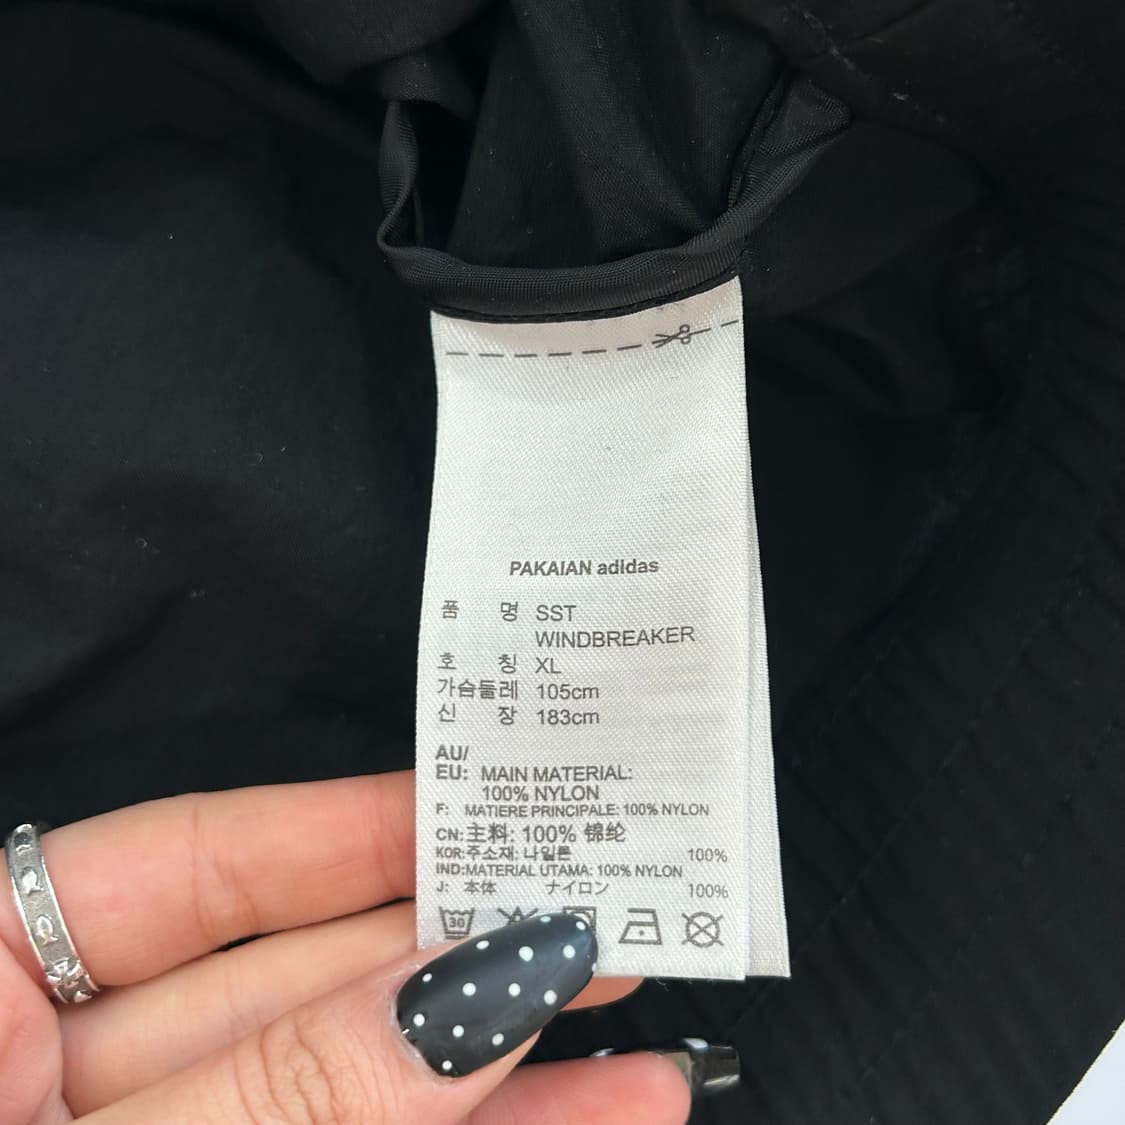 PAKAIAN adidas
품 명 SST
WINDBREAKER
호 칭 XL
가슴둘레 105cm
신 장 183cm
AU/
EU: MAIN MATERIAL:
100% NYLON
F: MATIERE PRINCIPALE: 100% NYLON
CN:主料: 100% 锦纶
KOR:주소재: 나일론 100%
IND:MATERIAL UTAMA: 100% NYLON
J: 本体 ナイロン 100%
30